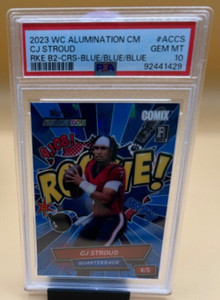 2023 WC ALUMINATION CM #ACCS
CJ STROUD GEM MT
RKE B2-CRS-BLUE/BLUE/BLUE 10
PSA 92441429
COMIX
R
ROOKIE!
CJ STROUD
QUARTERBACK